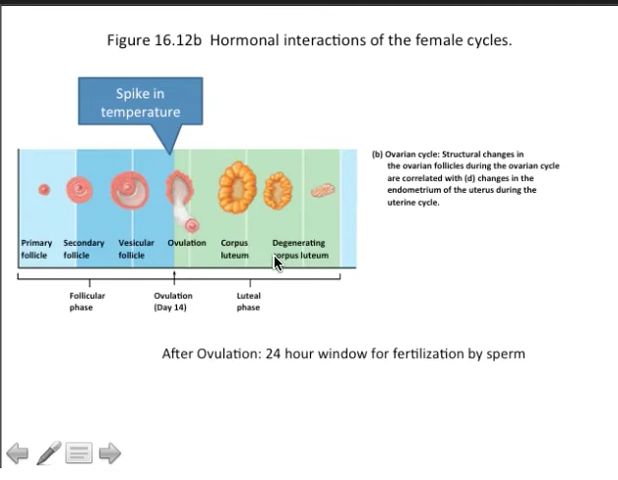 Figure 16.12b  Hormonal interactions of the female cycles.
Spike in
temperature
(b) Ovarian cycle: Structural changes in
the ovarian follicles during the ovarian cycle
are correlated with (d) changes in the
endometrium of the uterus during the
uterine cycle.
Primary
follicle
Secondary
follicle
Vesicular
follicle
Ovulation
Corpus
luteum
Degenerating
corpus luteum
Follicular
phase
Ovulation
(Day 14)
Luteal
phase
After Ovulation: 24 hour window for fertilization by sperm